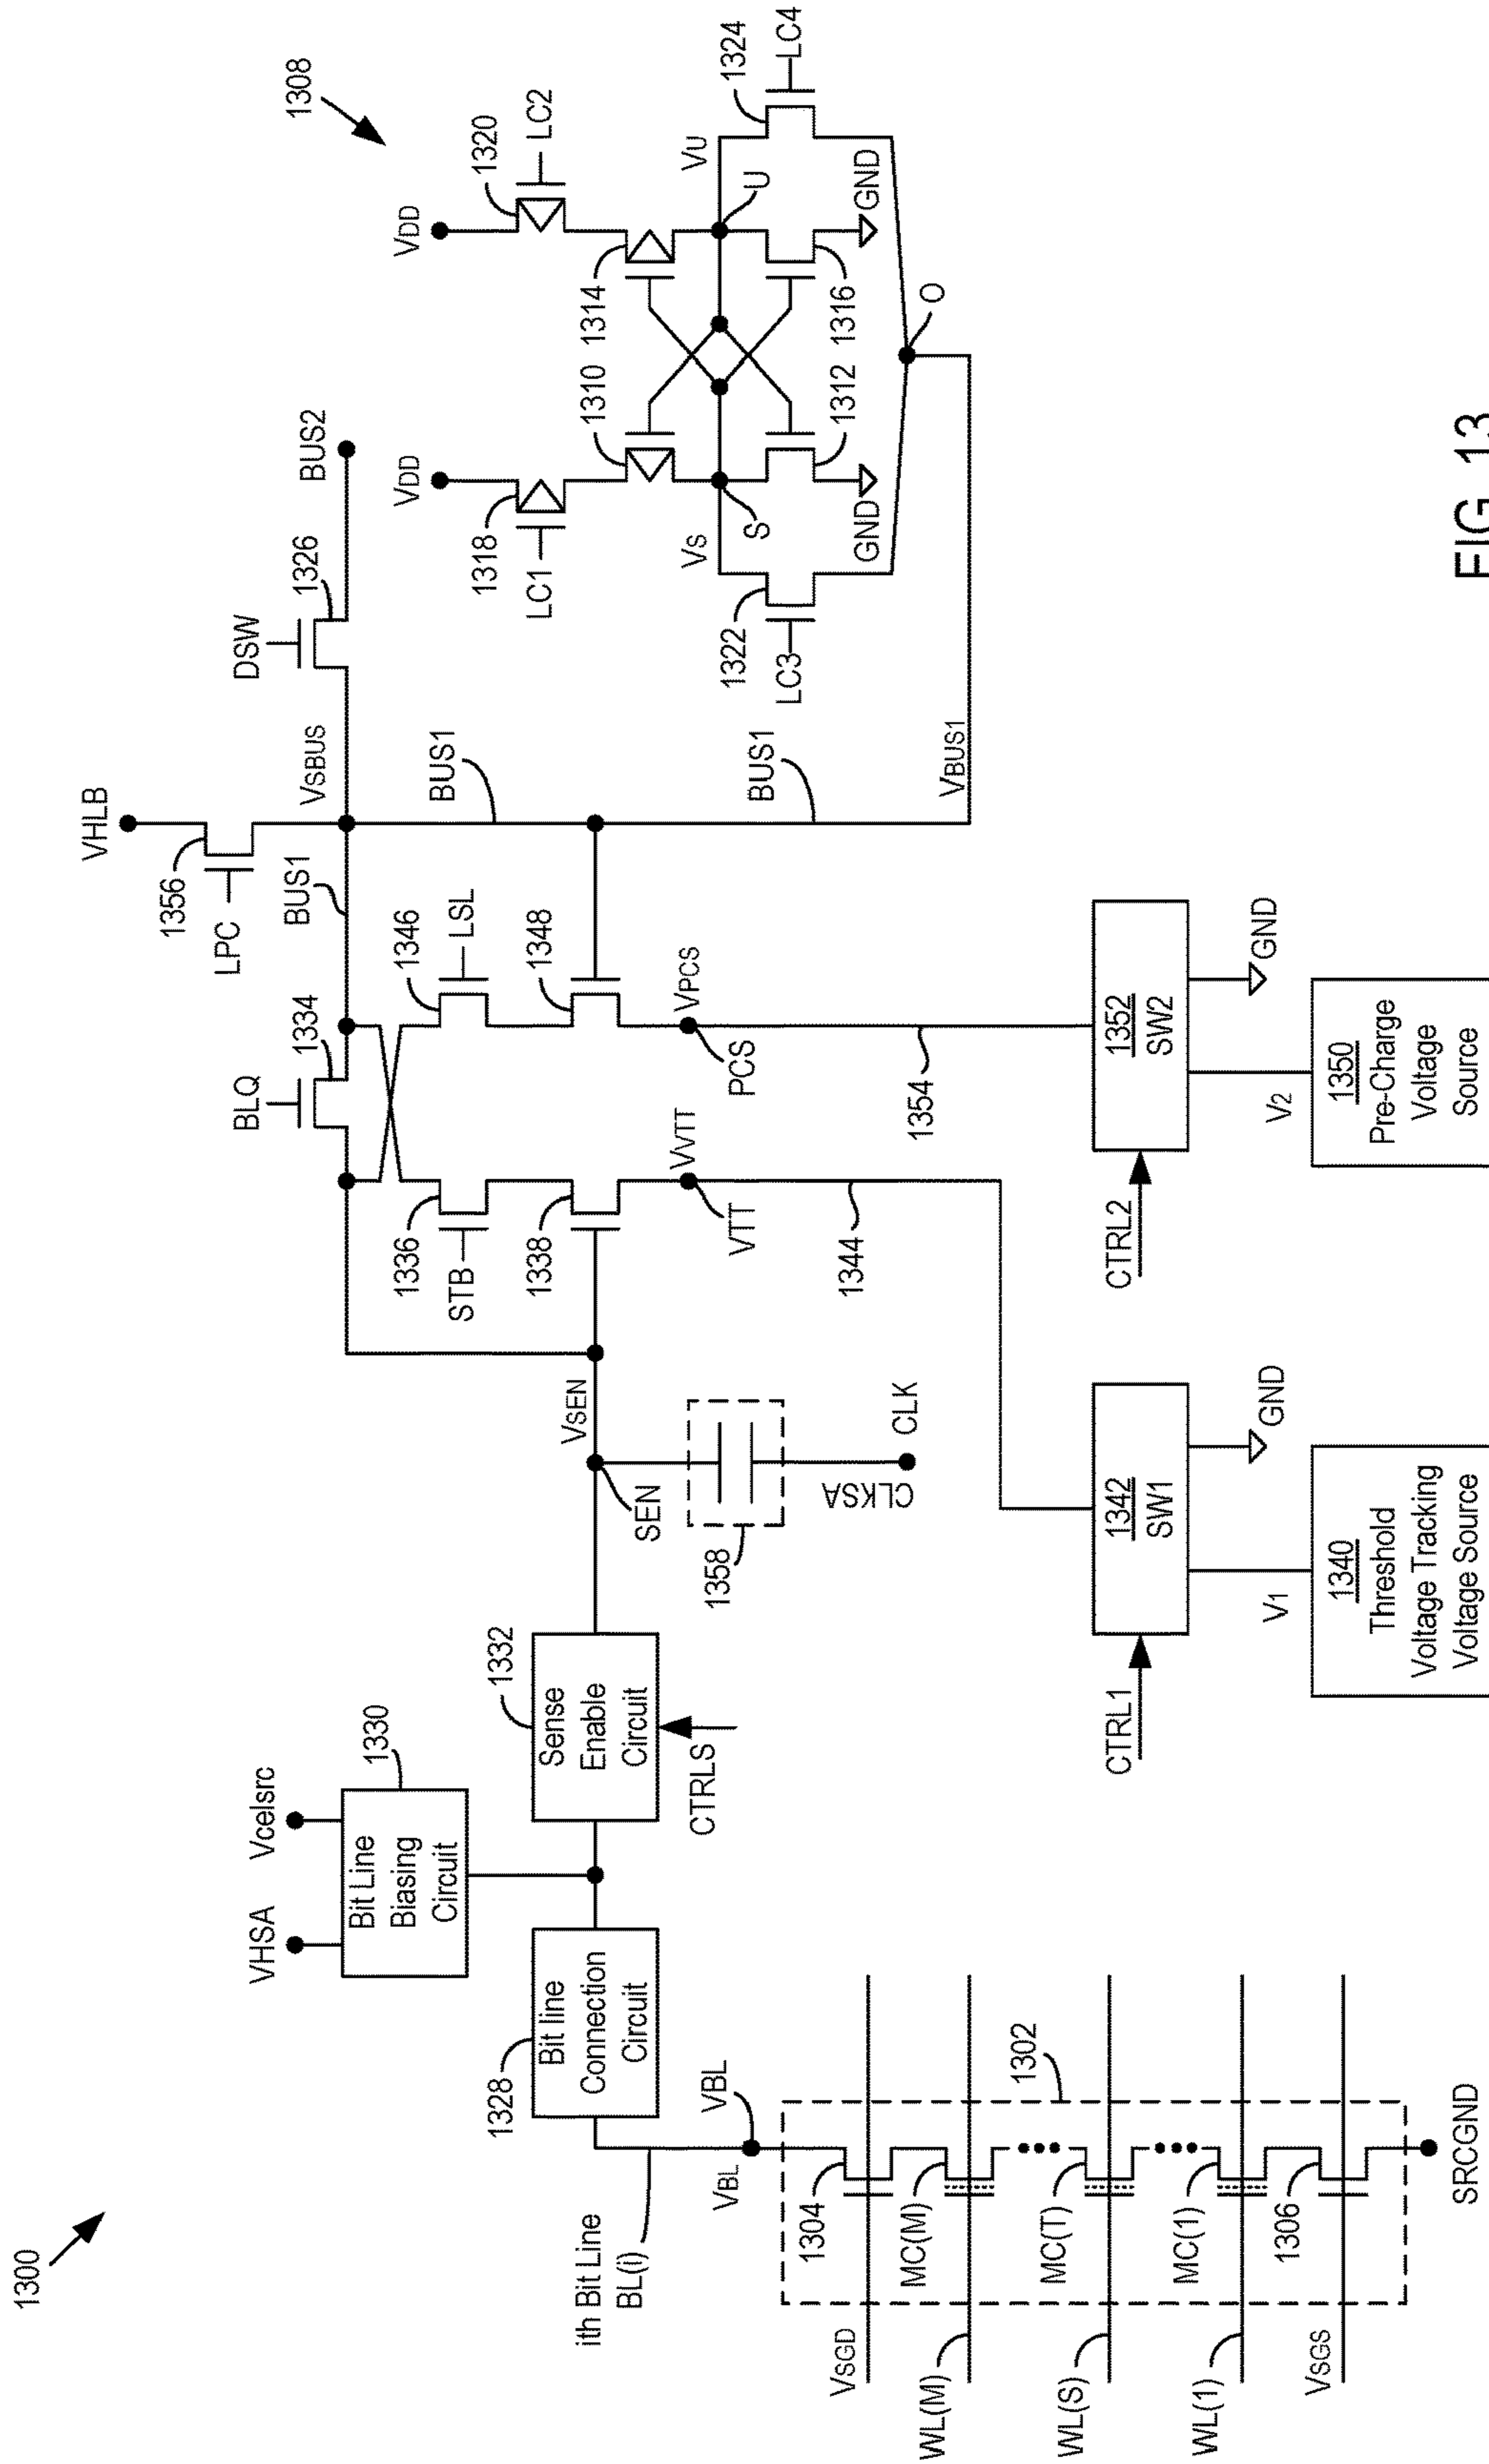 1300
VHSA
Vcelsrc
1330
Bit Line
Biasing
Circuit
1328
Bit line
Connection
Circuit
1332
Sense
Enable
Circuit
CTRLS
ith Bit Line
BL(i)
VBL
VBL
1302
VSGD
1304
WL(M)
MC(M)
WL(S)
MC(T)
WL(1)
MC(1)
VSGS
1306
SRCGND
SEN
VSEN
1358
CLKSA
CLK
BLQ
1334
1336
STB
1338
VVTT
VTT
1344
CTRL1
1342
SW1
GND
V1
1340
Threshold
Voltage Tracking
Voltage Source
VHLB
1356
LPC
BUS1
1346
LSL
1348
VPCS
PCS
1354
CTRL2
1352
SW2
GND
V2
1350
Pre-Charge
Voltage
Source
VSBUS
DSW
1326
BUS2
BUS1
BUS1
VBUS1
1308
VDD
VDD
1318
LC1
1320
LC2
1310
1314
VS
S
VU
U
1322
LC3
1312
1316
1324
LC4
GND
GND
O
FIG. 13